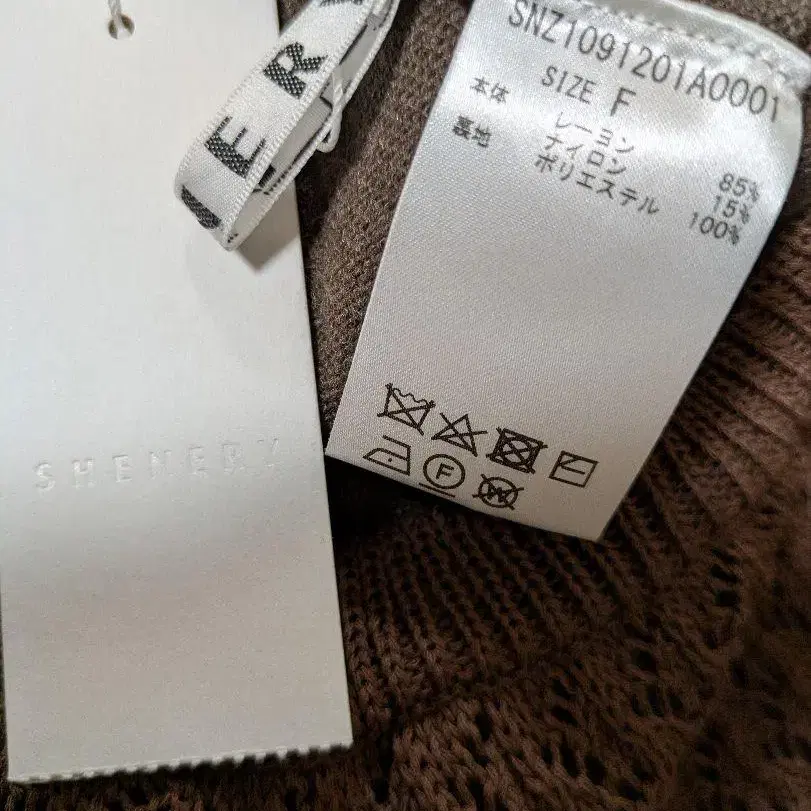 SHENERY
SNZ1091201A0001
SIZE F
本体 レーヨン 85%
ナイロン 15%
裏地 ポリエステル 100%
F
W